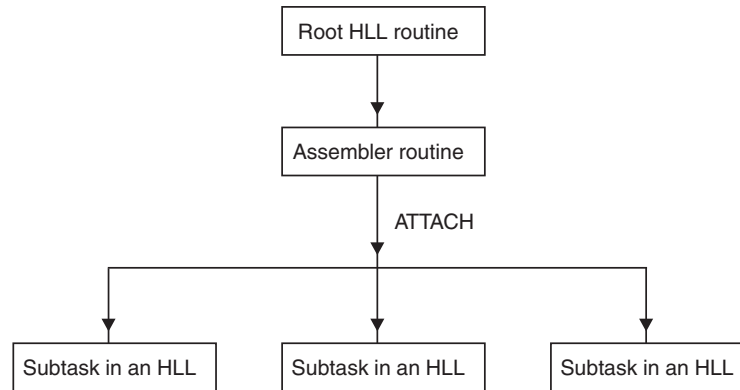 Root HLL routine
Assembler routine
ATTACH
Subtask in an HLL
Subtask in an HLL
Subtask in an HLL